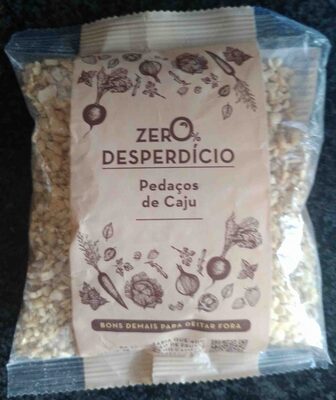 ZERO%
DESPERDÍCIO
Pedaços
de Caju
BONS DEMAIS PARA DEITAR FORA